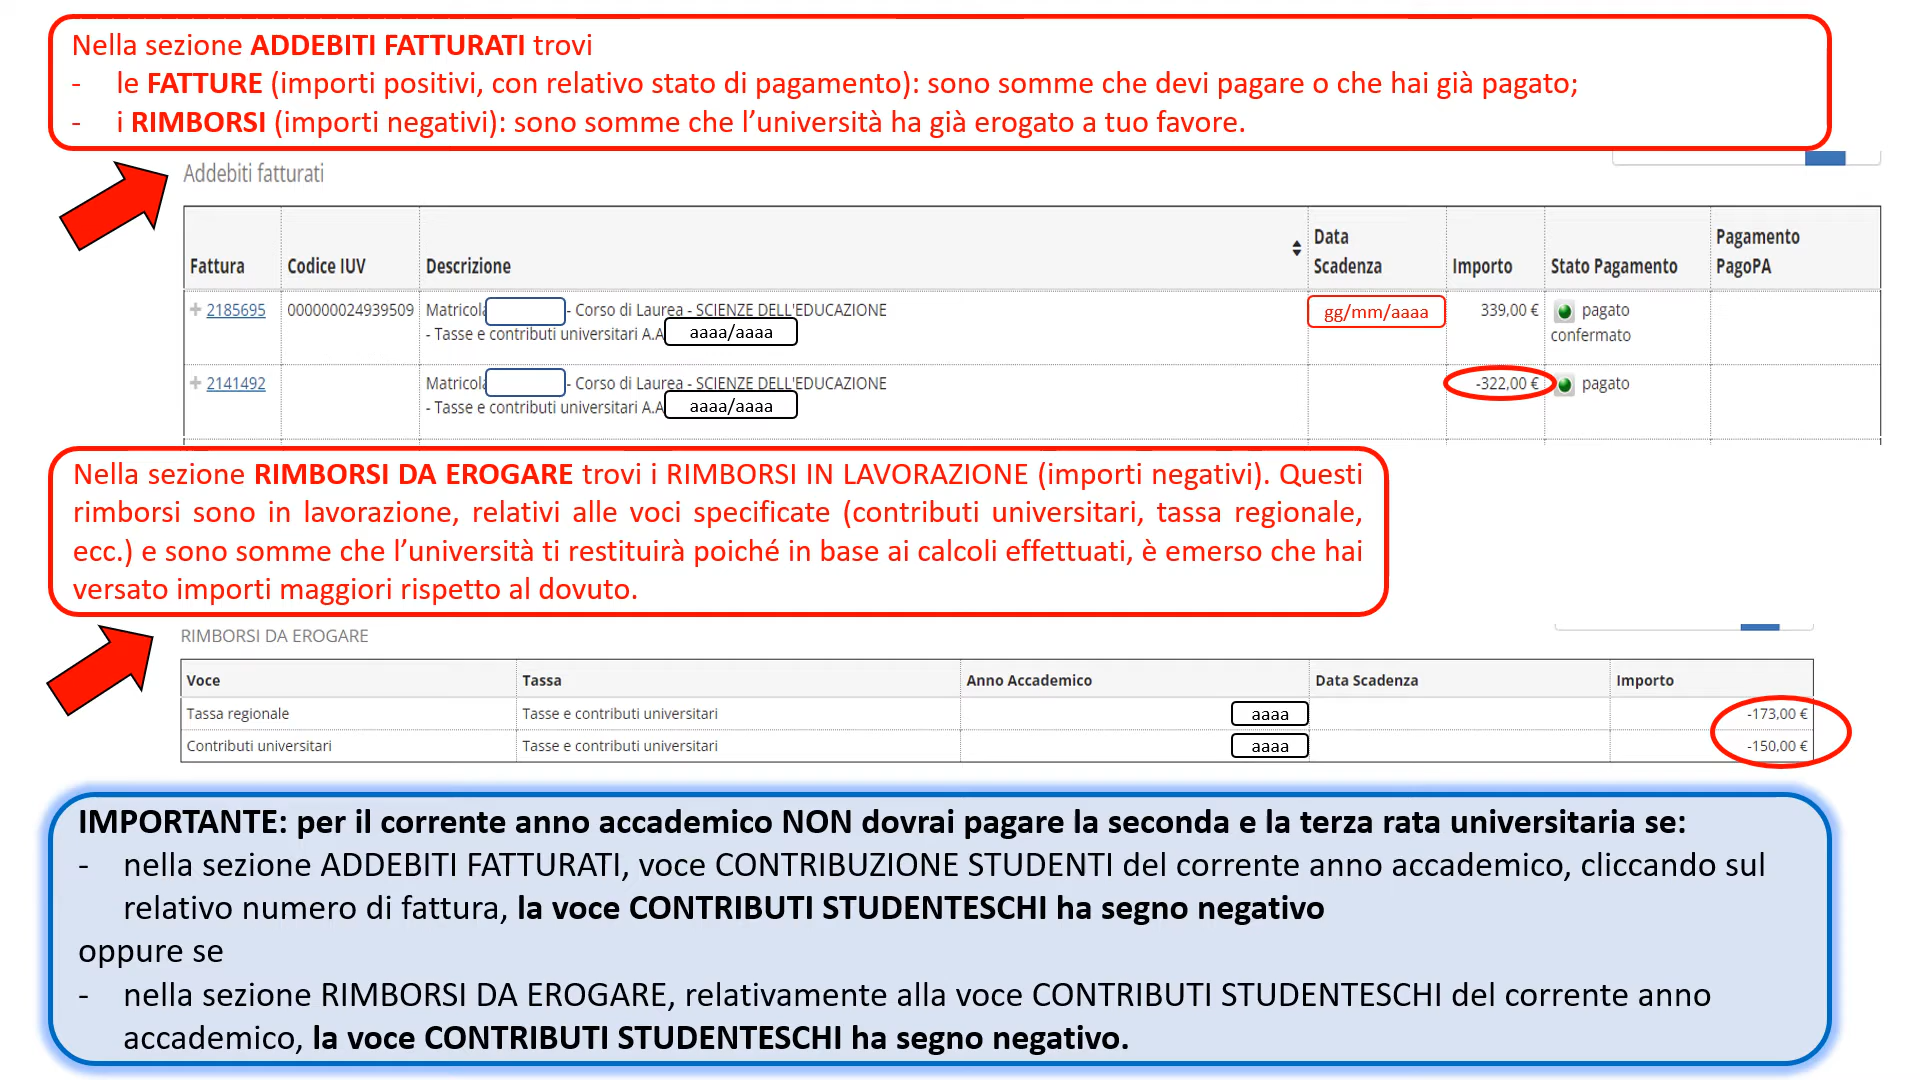 Nella sezione ADDEBITI FATTURATI trovi
- le FATTURE (importi positivi, con relativo stato di pagamento): sono somme che devi pagare o che hai già pagato;
- i RIMBORSI (importi negativi): sono somme che l’università ha già erogato a tuo favore.
Addebiti fatturati
Fattura Codice IUV Descrizione Data Scadenza Importo Stato Pagamento Pagamento PagoPA
2185695 000000024939509 Matricola - Corso di Laurea - SCIENZE DELL'EDUCAZIONE gg/mm/aaaa 339,00 € pagato
- Tasse e contributi universitari A.A aaaa/aaaa confermato
2141492 Matricola - Corso di Laurea - SCIENZE DELL'EDUCAZIONE -322,00 € pagato
- Tasse e contributi universitari A.A aaaa/aaaa
Nella sezione RIMBORSI DA EROGARE trovi i RIMBORSI IN LAVORAZIONE (importi negativi). Questi
rimborsi sono in lavorazione, relativi alle voci specificate (contributi universitari, tassa regionale,
ecc.) e sono somme che l’università ti restituirà poiché in base ai calcoli effettuati, è emerso che hai
versato importi maggiori rispetto al dovuto.
RIMBORSI DA EROGARE
Voce Tassa Anno Accademico Data Scadenza Importo
Tassa regionale Tasse e contributi universitari aaaa -173,00 €
Contributi universitari Tasse e contributi universitari aaaa -150,00 €
IMPORTANTE: per il corrente anno accademico NON dovrai pagare la seconda e la terza rata universitaria se:
- nella sezione ADDEBITI FATTURATI, voce CONTRIBUZIONE STUDENTI del corrente anno accademico, cliccando sul
relativo numero di fattura, la voce CONTRIBUTI STUDENTESCHI ha segno negativo
oppure se
- nella sezione RIMBORSI DA EROGARE, relativamente alla voce CONTRIBUTI STUDENTESCHI del corrente anno
accademico, la voce CONTRIBUTI STUDENTESCHI ha segno negativo.